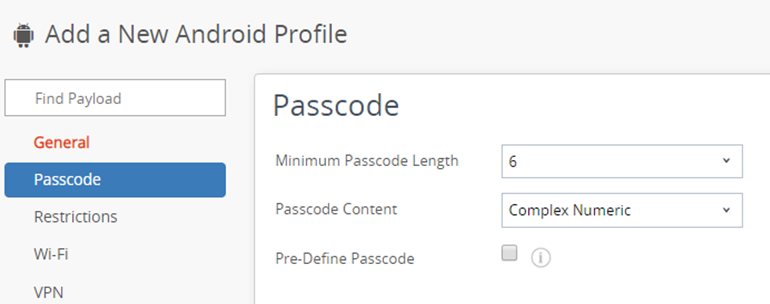 Add a New Android Profile
Find Payload
General
Passcode
Restrictions
Wi-Fi
VPN
Passcode
Minimum Passcode Length 6
Passcode Content Complex Numeric
Pre-Define Passcode